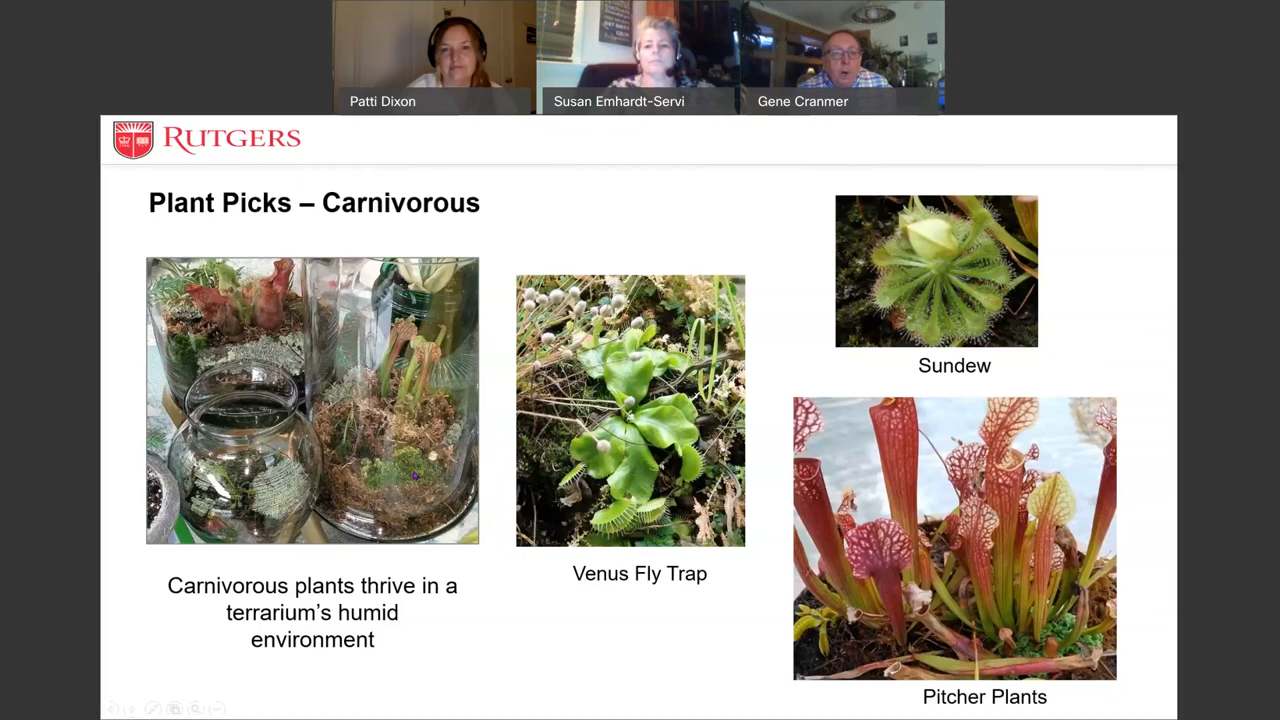 Patti Dixon
Susan Emhardt-Servi
Gene Cranmer
RUTGERS
Plant Picks – Carnivorous
Sundew
Carnivorous plants thrive in a
terrarium’s humid
environment
Venus Fly Trap
Pitcher Plants